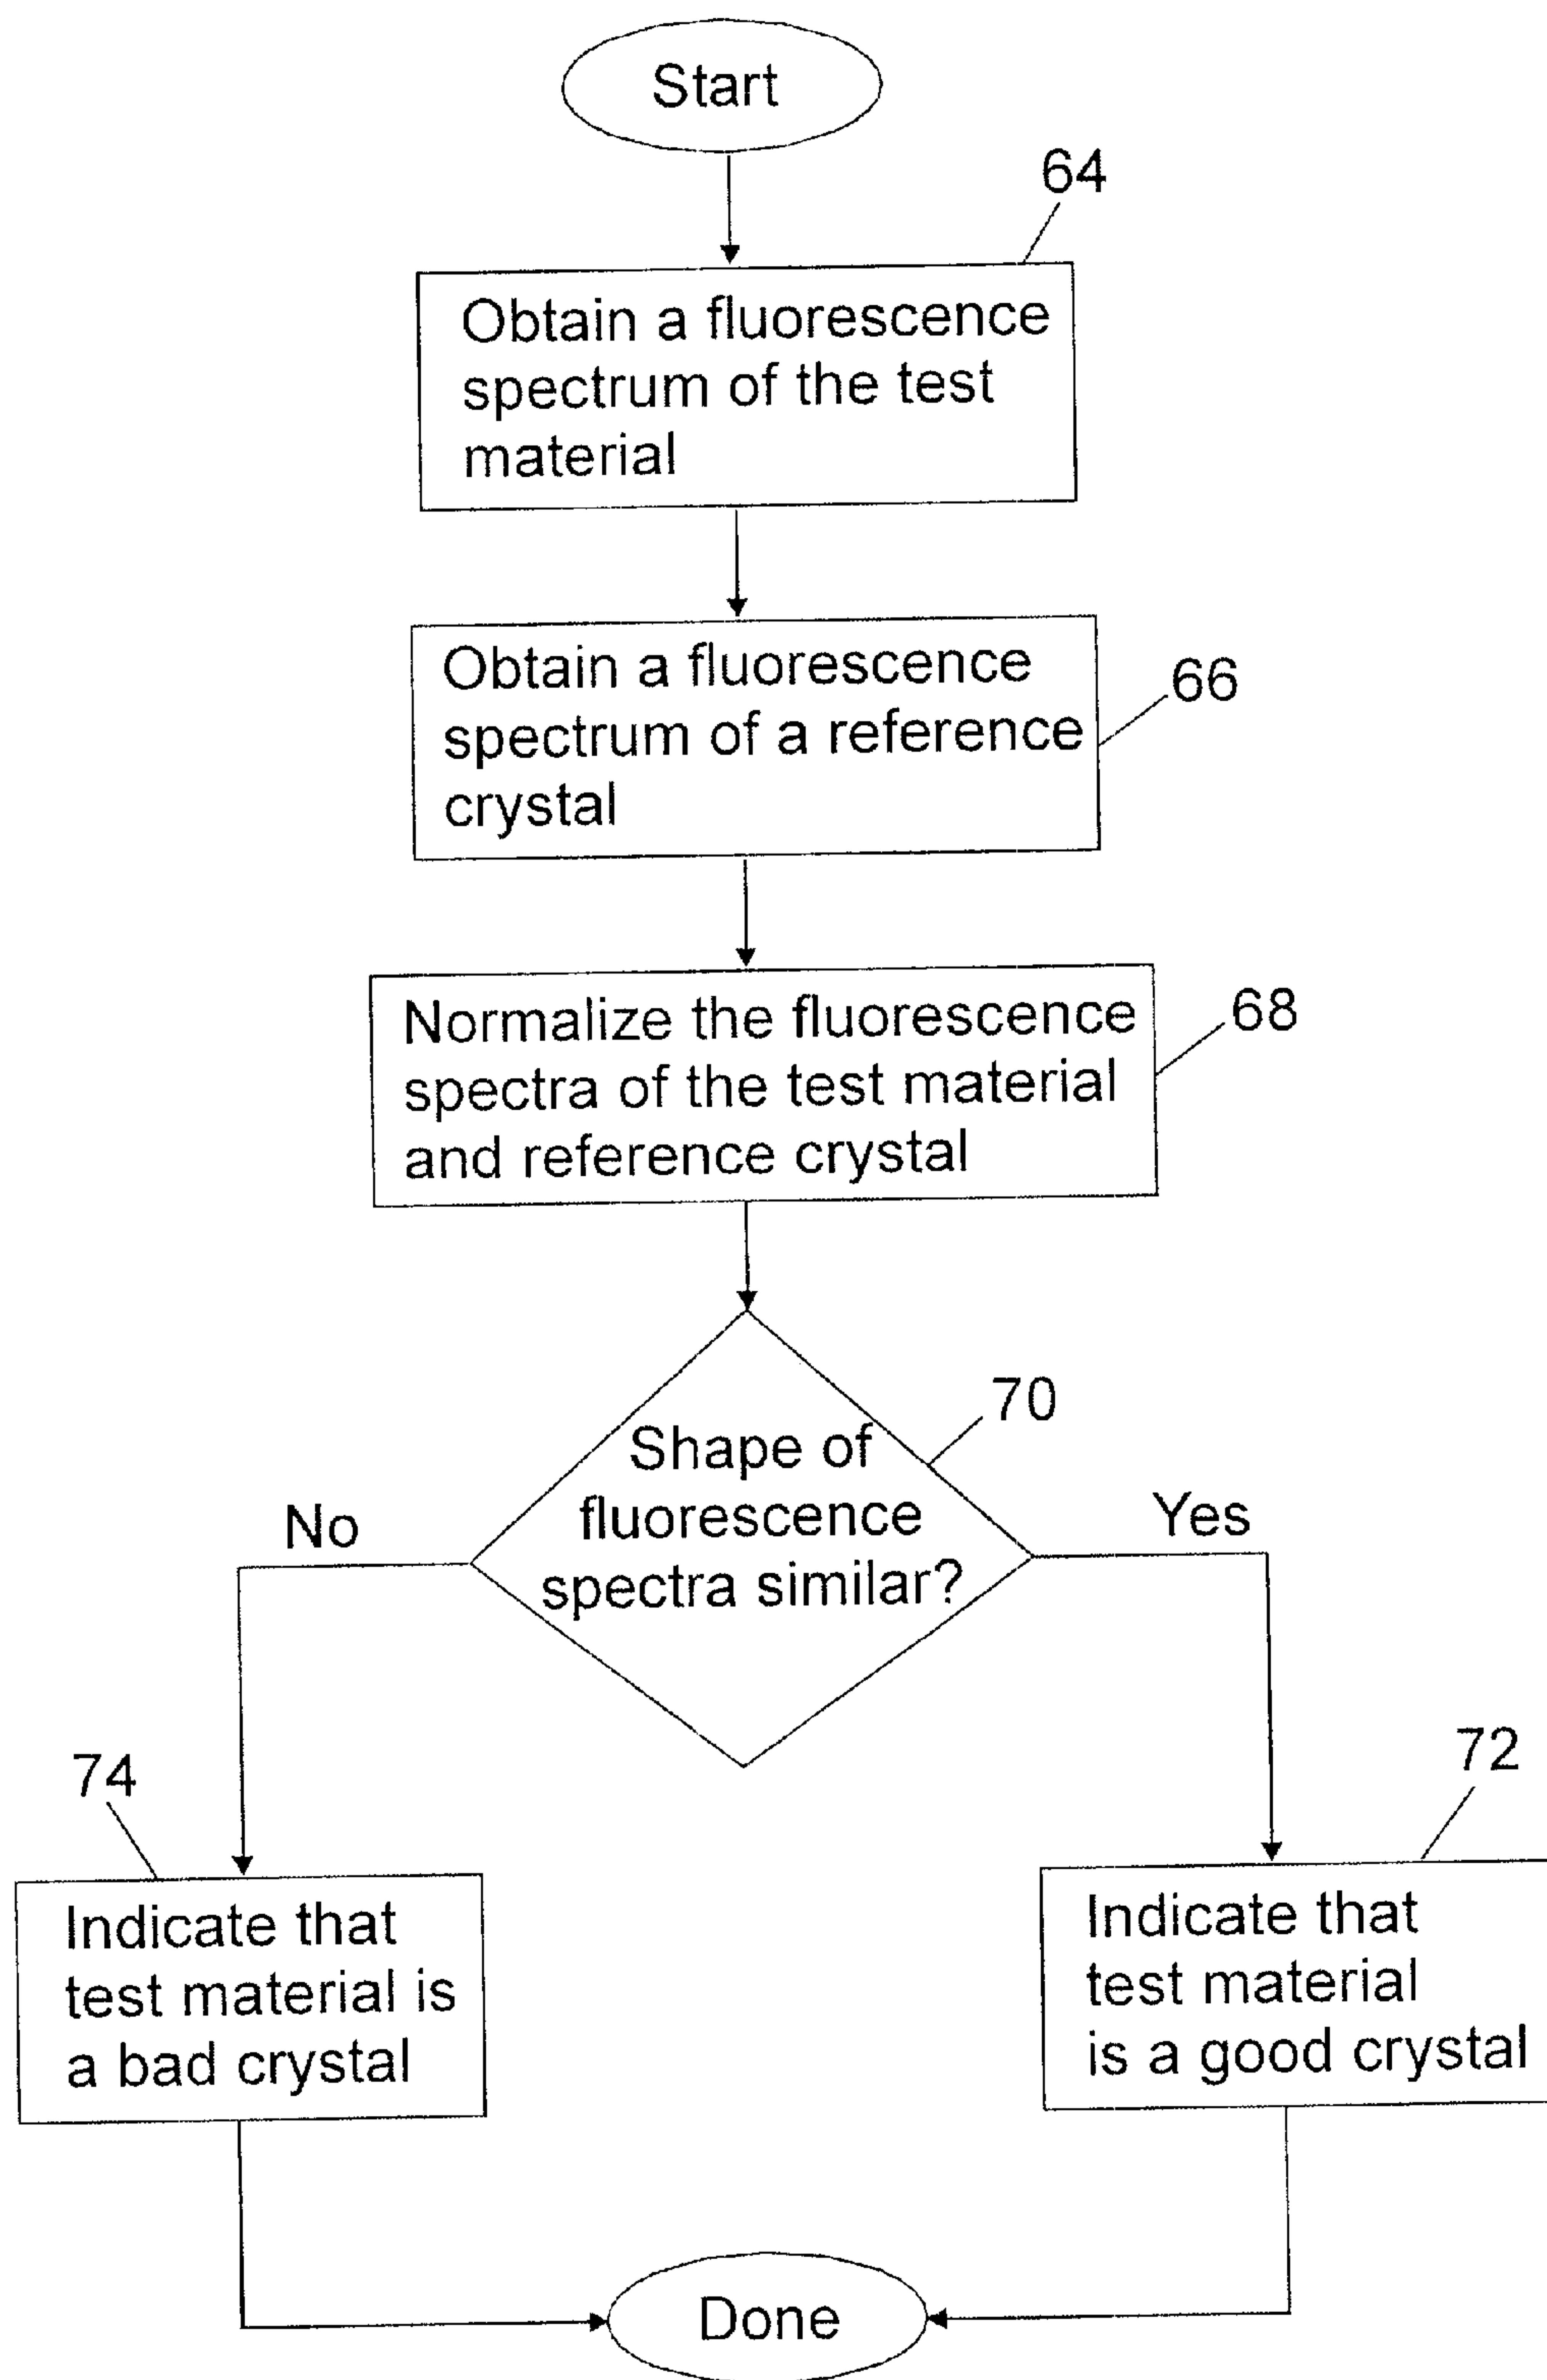 Start
64
Obtain a fluorescence
spectrum of the test
material
Obtain a fluorescence
spectrum of a reference
crystal
66
Normalize the fluorescence
spectra of the test material
and reference crystal
68
70
Shape of
fluorescence
spectra similar?
No
Yes
74
72
Indicate that
test material is
a bad crystal
Indicate that
test material
is a good crystal
Done